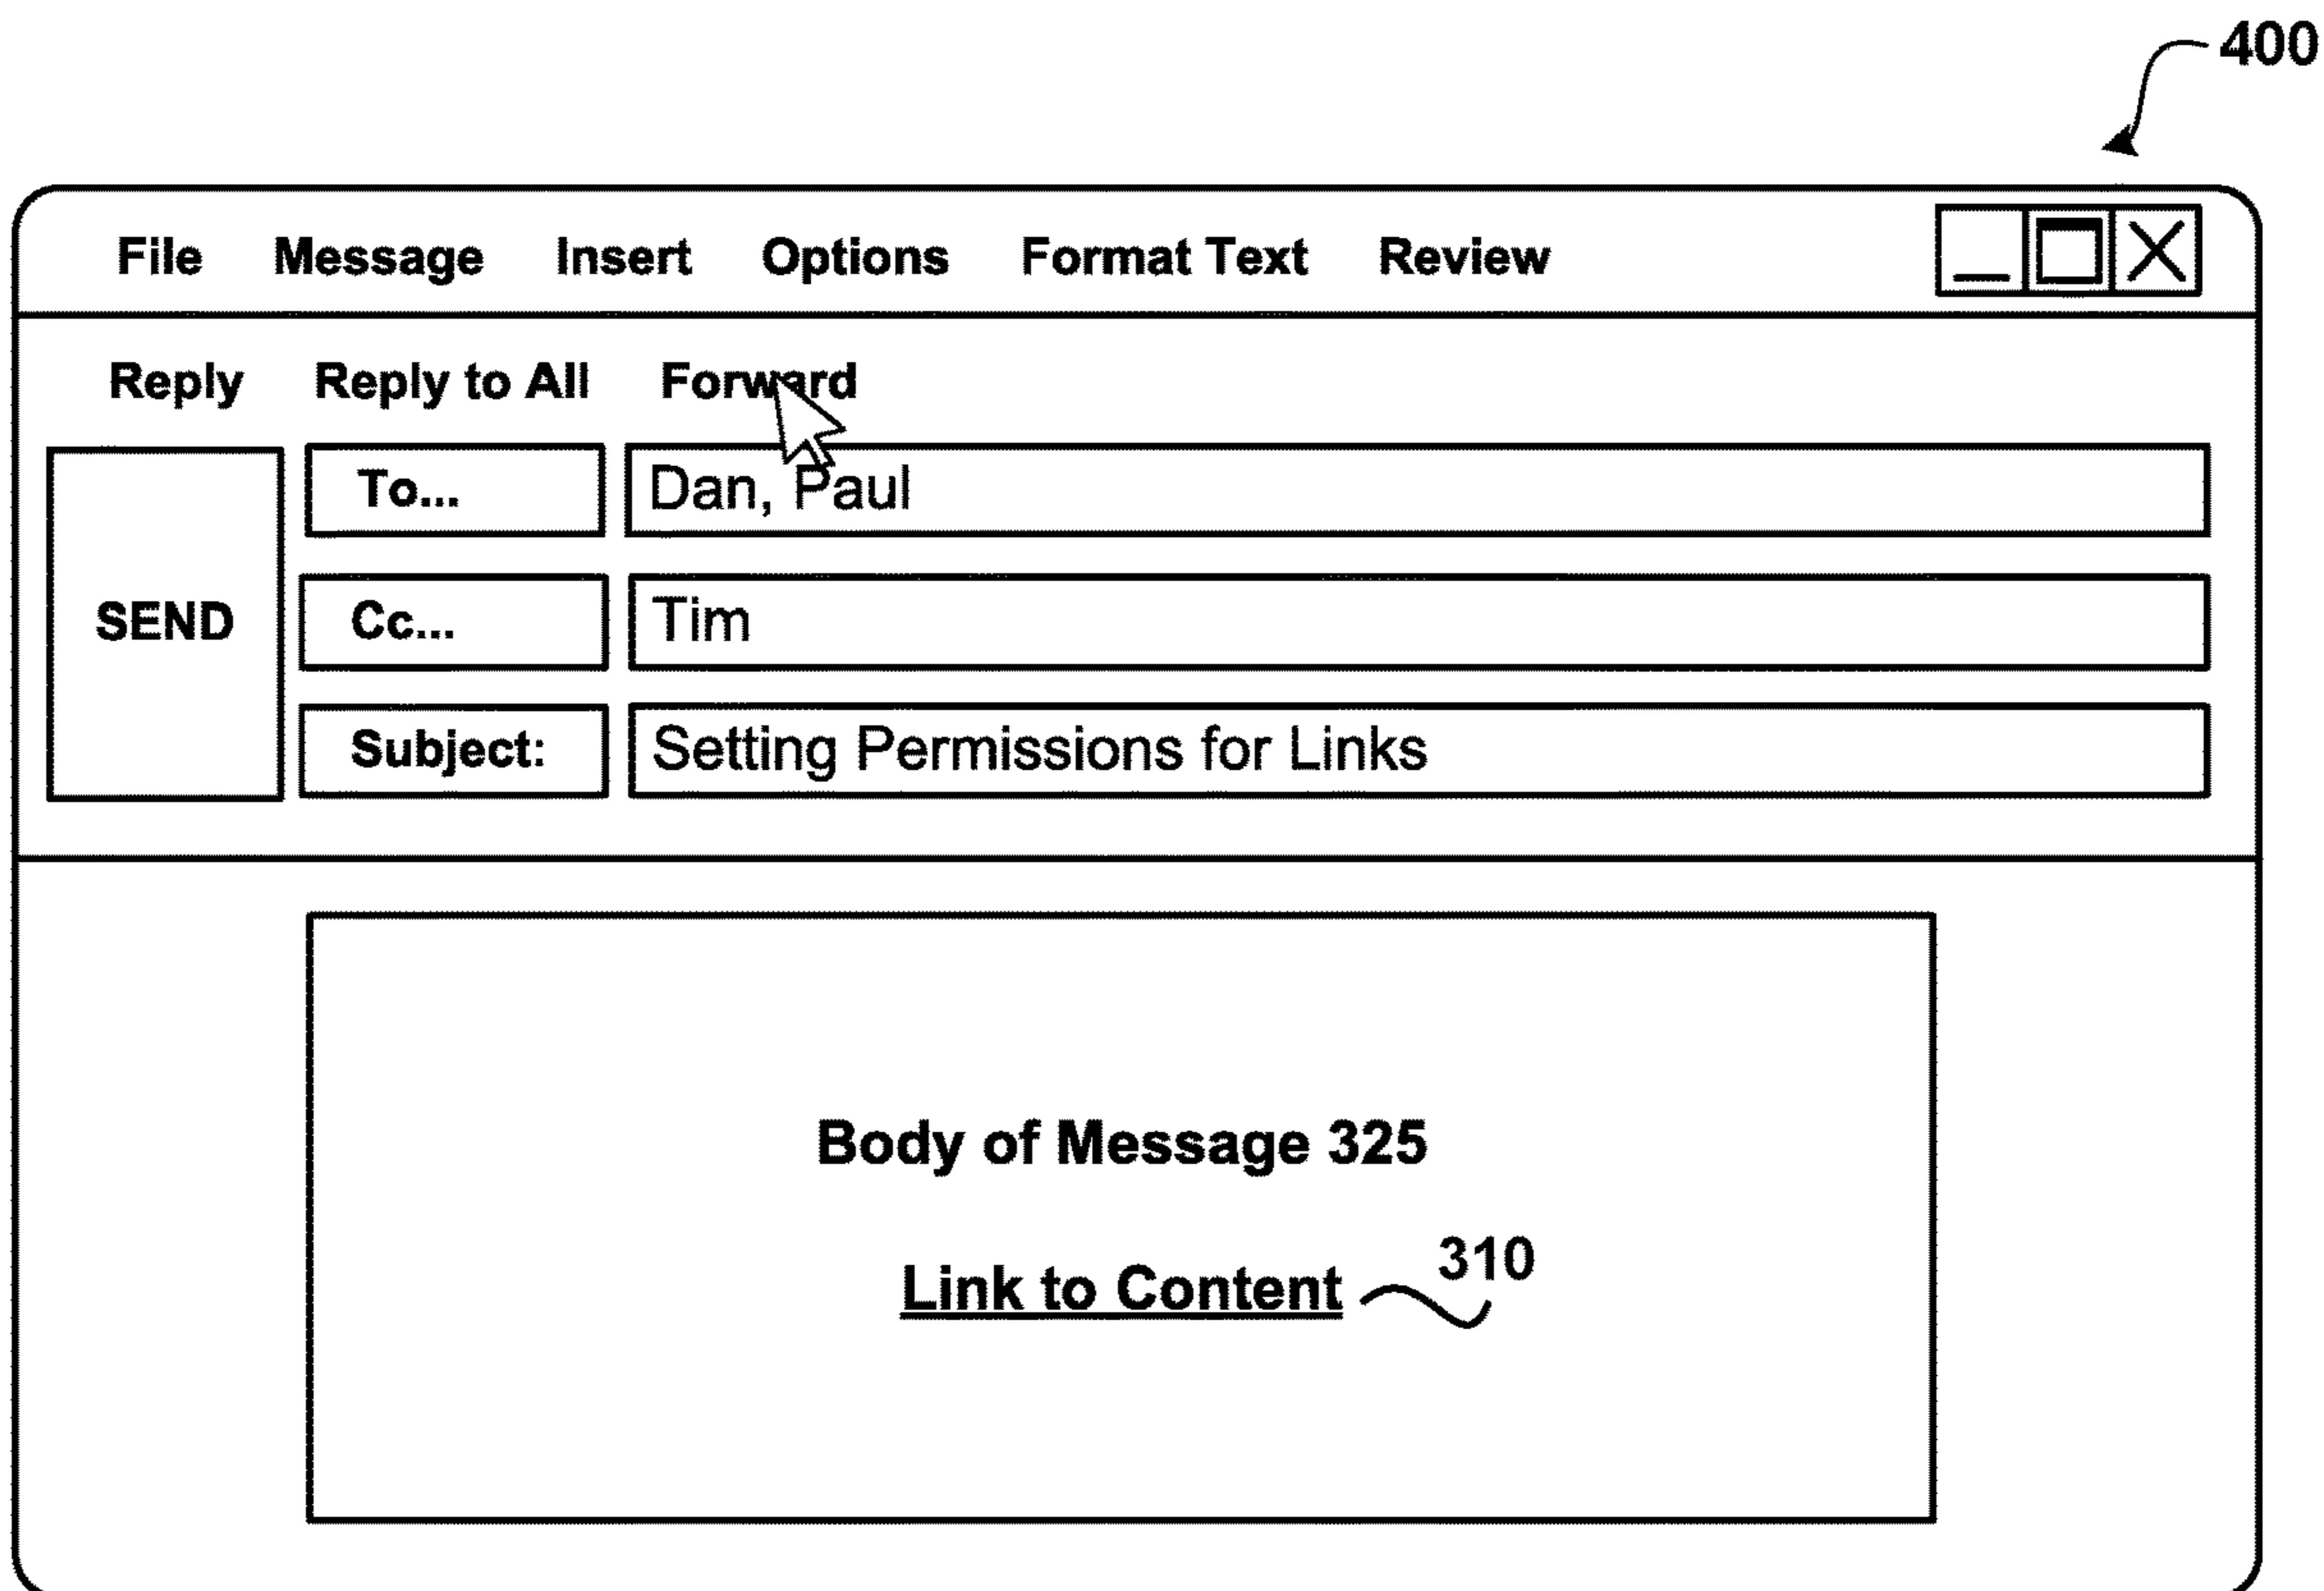 400
File Message Insert Options Format Text Review
Reply Reply to All Forward
To... Dan, Paul
SEND Cc... Tim
Subject: Setting Permissions for Links
Body of Message 325
Link to Content 310